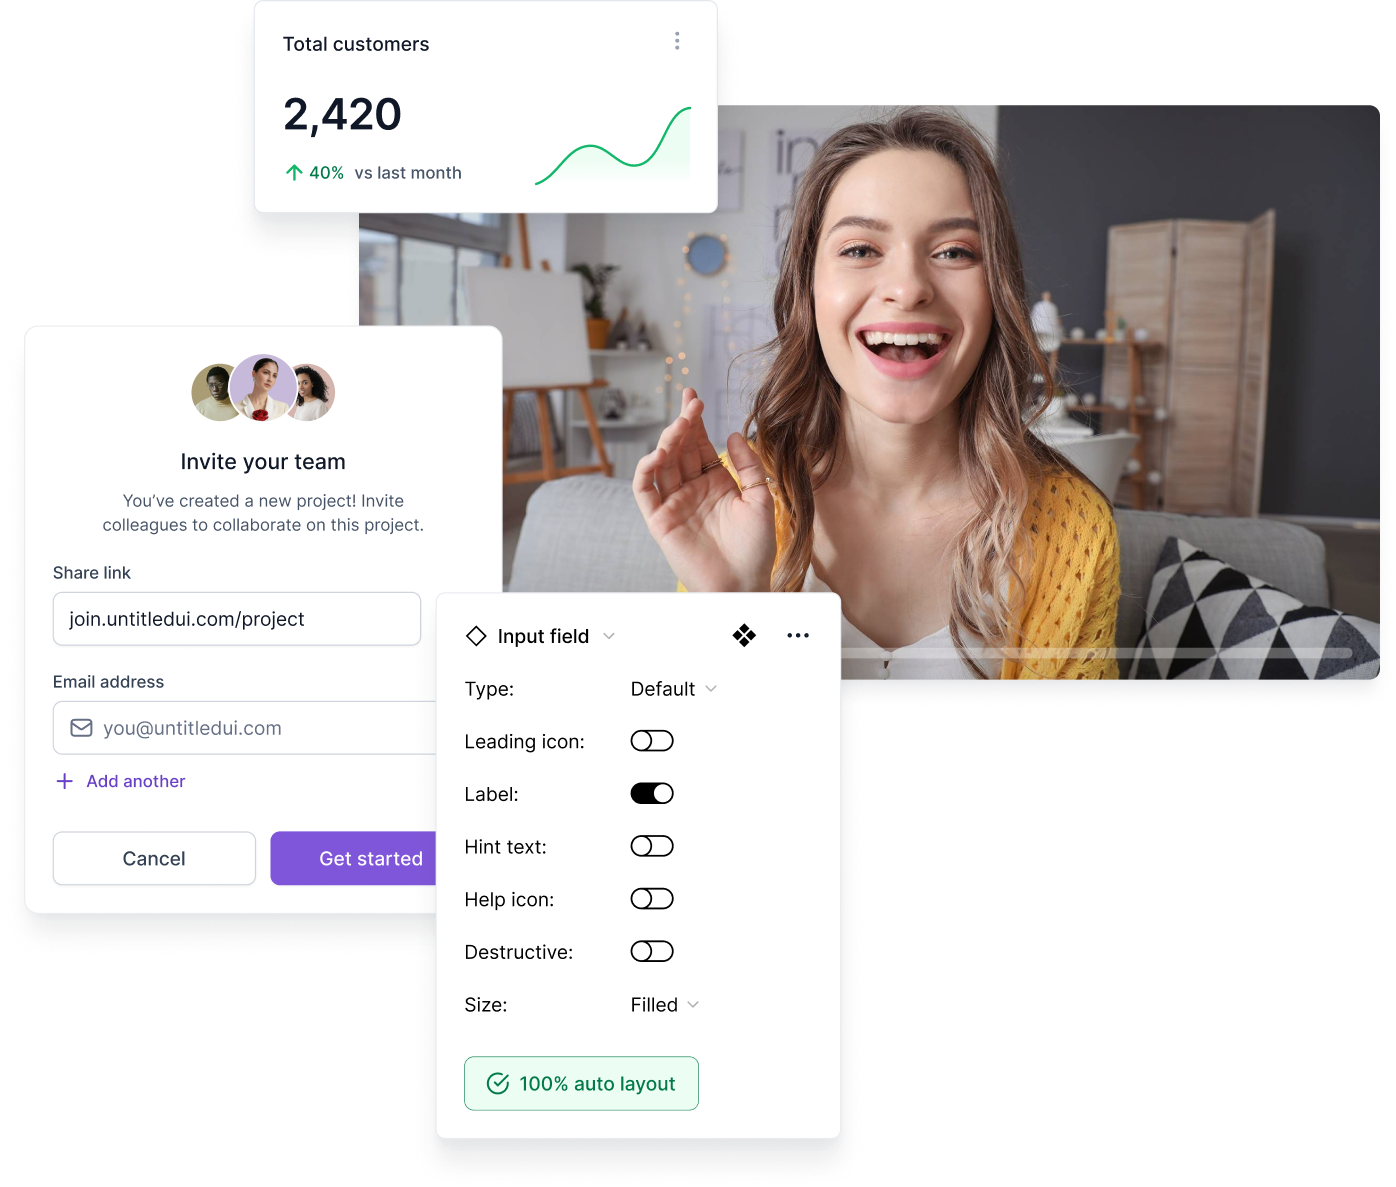 Total customers
2,420
40% vs last month
Invite your team
You’ve created a new project! Invite
colleagues to collaborate on this project.
Share link
join.untitledui.com/project
Email address
you@untitledui.com
Add another
Cancel
Get started
Input field
Type: Default
Leading icon:
Label:
Hint text:
Help icon:
Destructive:
Size: Filled
100% auto layout